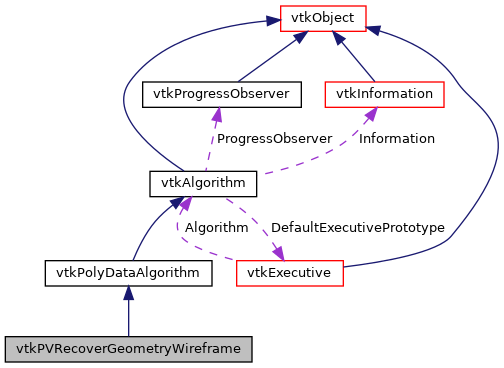 vtkObject
vtkProgressObserver
vtkInformation
ProgressObserver
Information
vtkAlgorithm
Algorithm
DefaultExecutivePrototype
vtkPolyDataAlgorithm
vtkExecutive
vtkPVRecoverGeometryWireframe